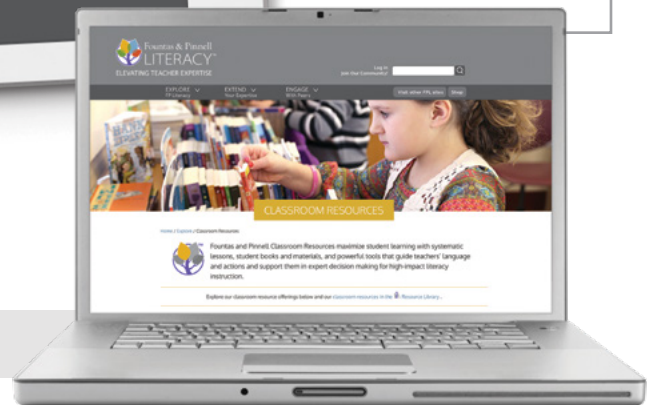 Fountas & Pinnell
LITERACY™
ELEVATING TEACHER EXPERTISE
Log in
Join Our Community!
EXPLORE
FP Literacy
EXTEND
Your Expertise
ENGAGE
With Peers
Visit other FPL sites
Shop
CLASSROOM RESOURCES
Home / Explore / Classroom Resources
Fountas and Pinnell Classroom Resources maximize student learning with systematic
lessons, student books and materials, and powerful tools that guide teachers' language
and actions and support them in expert decision making for high-impact literacy
instruction.
Explore our classroom resource offerings below and our classroom resources in the Resource Library...